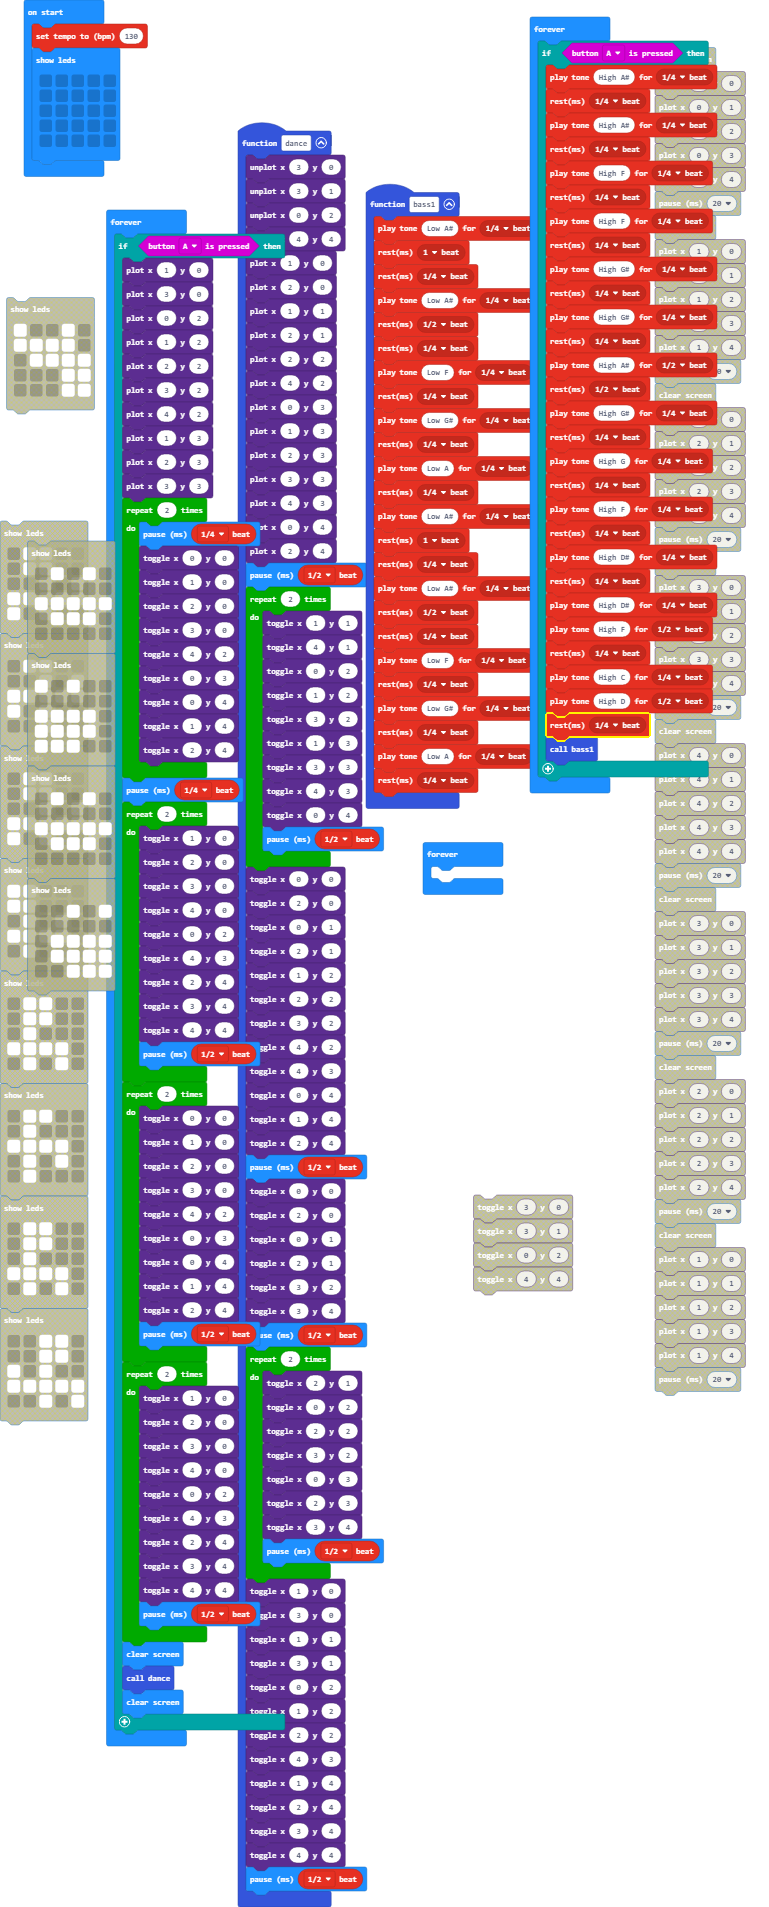 on start
set tempo to (bpm) 130
show leds
forever
if button A is pressed then
plot x 1 y 0
plot x 3 y 0
plot x 0 y 2
plot x 1 y 2
plot x 2 y 2
plot x 3 y 2
plot x 4 y 2
plot x 1 y 3
plot x 2 y 3
plot x 3 y 3
repeat 2 times
do
pause (ms) 1/4 beat
toggle x 0 y 0
toggle x 1 y 0
toggle x 2 y 0
toggle x 3 y 0
toggle x 4 y 2
toggle x 0 y 3
toggle x 0 y 4
toggle x 1 y 4
toggle x 2 y 4
pause (ms) 1/4 beat
repeat 2 times
do
toggle x 1 y 0
toggle x 2 y 0
toggle x 3 y 0
toggle x 4 y 0
toggle x 0 y 2
toggle x 4 y 3
toggle x 2 y 4
toggle x 3 y 4
toggle x 4 y 4
pause (ms) 1/2 beat
repeat 2 times
do
toggle x 0 y 0
toggle x 1 y 0
toggle x 2 y 0
toggle x 3 y 0
toggle x 4 y 2
toggle x 0 y 3
toggle x 0 y 4
toggle x 1 y 4
toggle x 2 y 4
pause (ms) 1/2 beat
repeat 2 times
do
toggle x 1 y 0
toggle x 2 y 0
toggle x 3 y 0
toggle x 4 y 0
toggle x 0 y 2
toggle x 4 y 3
toggle x 2 y 4
toggle x 3 y 4
toggle x 4 y 4
pause (ms) 1/2 beat
clear screen
call dance
clear screen
function dance
unplot x 3 y 0
unplot x 3 y 1
unplot x 0 y 2
4 y 4
plot x 1 y 0
plot x 2 y 0
plot x 1 y 1
plot x 2 y 1
plot x 2 y 2
plot x 4 y 2
plot x 0 y 3
plot x 1 y 3
plot x 2 y 3
plot x 3 y 3
plot x 4 y 3
x 0 y 4
plot x 2 y 4
pause (ms) 1/2 beat
repeat 2 times
do
toggle x 1 y 1
toggle x 4 y 1
toggle x 0 y 2
toggle x 1 y 2
toggle x 3 y 2
toggle x 1 y 3
toggle x 3 y 3
toggle x 4 y 3
toggle x 0 y 4
pause (ms) 1/2 beat
toggle x 0 y 0
toggle x 2 y 0
toggle x 0 y 1
toggle x 2 y 1
toggle x 1 y 2
toggle x 2 y 2
toggle x 3 y 2
x 4 y 2
toggle x 4 y 3
toggle x 0 y 4
toggle x 1 y 4
toggle x 2 y 4
pause (ms) 1/2 beat
toggle x 0 y 0
toggle x 2 y 0
toggle x 0 y 1
toggle x 2 y 1
toggle x 3 y 2
toggle x 3 y 4
(ms) 1/2 beat
repeat 2 times
do
toggle x 2 y 1
toggle x 0 y 2
toggle x 2 y 2
toggle x 3 y 2
toggle x 0 y 3
toggle x 2 y 3
toggle x 3 y 4
pause (ms) 1/2 beat
toggle x 1 y 0
x 3 y 0
toggle x 1 y 1
toggle x 3 y 1
toggle x 0 y 2
toggle x 1 y 2
toggle x 2 y 2
toggle x 4 y 3
toggle x 1 y 4
toggle x 2 y 4
toggle x 3 y 4
toggle x 4 y 4
pause (ms) 1/2 beat
function bass1
play tone Low A# for 1/4 beat
rest(ms) 1 beat
rest(ms) 1/4 beat
play tone Low A# for 1/4 beat
rest(ms) 1/2 beat
rest(ms) 1/4 beat
play tone Low F for 1/4 beat
rest(ms) 1/4 beat
play tone Low G# for 1/4 beat
rest(ms) 1/4 beat
play tone Low A for 1/4 beat
rest(ms) 1/4 beat
play tone Low A# for 1/4 beat
rest(ms) 1 beat
rest(ms) 1/4 beat
play tone Low A# for 1/4 beat
rest(ms) 1/2 beat
rest(ms) 1/4 beat
play tone Low F for 1/4 beat
rest(ms) 1/4 beat
play tone Low G# for 1/4 beat
rest(ms) 1/4 beat
play tone Low A for 1/4 beat
rest(ms) 1/4 beat
forever
forever
if button A is pressed then
play tone High A# for 1/4 beat
rest(ms) 1/4 beat
play tone High A# for 1/4 beat
rest(ms) 1/4 beat
play tone High F for 1/4 beat
rest(ms) 1/4 beat
play tone High F for 1/4 beat
rest(ms) 1/4 beat
play tone High G# for 1/4 beat
rest(ms) 1/4 beat
play tone High G# for 1/4 beat
rest(ms) 1/4 beat
play tone High A# for 1/2 beat
rest(ms) 1/2 beat
play tone High G# for 1/4 beat
rest(ms) 1/4 beat
play tone High G for 1/4 beat
rest(ms) 1/4 beat
play tone High F for 1/4 beat
rest(ms) 1/4 beat
play tone High D# for 1/4 beat
rest(ms) 1/4 beat
play tone High D# for 1/4 beat
play tone High F for 1/2 beat
rest(ms) 1/4 beat
play tone High C for 1/4 beat
play tone High D for 1/2 beat
rest(ms) 1/4 beat
call bass1
show leds
show leds
show leds
show
show leds
show
show leds
show
show leds
show
show leds
show leds
show leds
toggle x 3 y 0
toggle x 3 y 1
toggle x 0 y 2
toggle x 4 y 4
0
plot x 0 y 1
2
plot x 0 y 3
4
pause (ms) 20
plot x 1 y 0
1
plot x 1 y 2
3
plot x 1 y 4
clear screen
0
plot x 2 y 1
2
plot x 2 y 3
4
pause (ms) 20
plot x 3 y 0
1
y 2
plot x 3 y 3
4
20
clear screen
plot x 4 y 0
plot x 4 y 1
plot x 4 y 2
plot x 4 y 3
plot x 4 y 4
pause (ms) 20
clear screen
plot x 3 y 0
plot x 3 y 1
plot x 3 y 2
plot x 3 y 3
plot x 3 y 4
pause (ms) 20
clear screen
plot x 2 y 0
plot x 2 y 1
plot x 2 y 2
plot x 2 y 3
plot x 2 y 4
pause (ms) 20
clear screen
plot x 1 y 0
plot x 1 y 1
plot x 1 y 2
plot x 1 y 3
plot x 1 y 4
pause (ms) 20